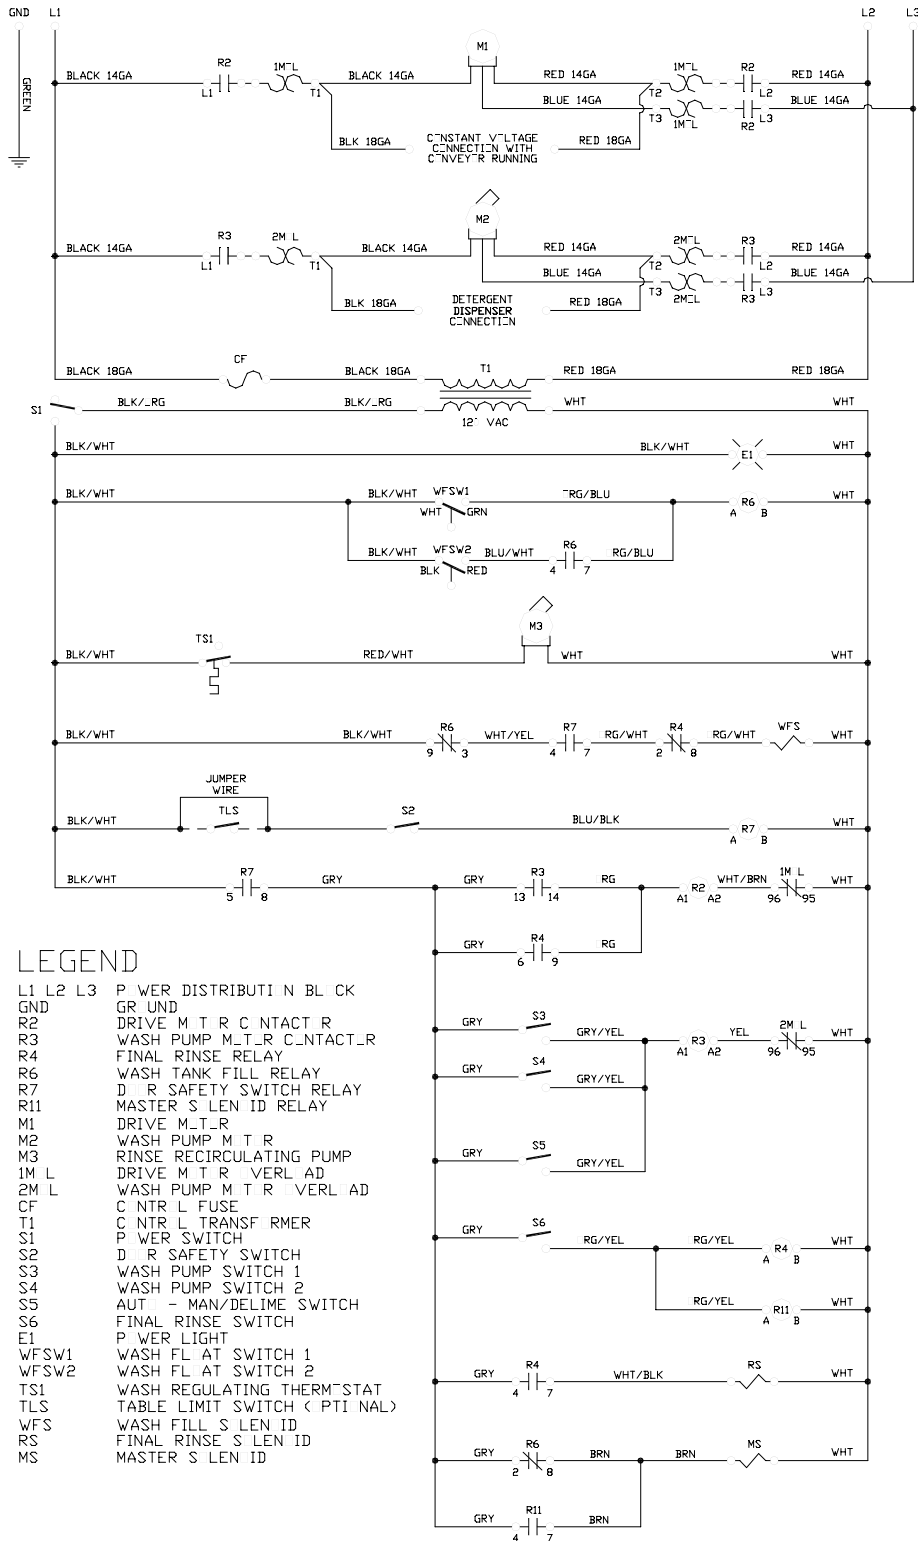 GND L1 L2 L3
GREEN
M1
BLACK 14GA R2 L1 T1 BLACK 14GA RED 14GA T2 R2 L2 RED 14GA
BLUE 14GA T3 R2 L3 BLUE 14GA
BLK 18GA WITH RUNNING RED 18GA
M2
BLACK 14GA R3 L1 2M L T1 BLACK 14GA RED 14GA T2 R3 L2 RED 14GA
BLUE 14GA T3 R3 L3 BLUE 14GA
BLK 18GA DETERGENT DISPENSER RED 18GA
BLACK 18GA CF BLACK 18GA T1 RED 18GA RED 18GA
S1 WHT WHT
VAC
BLK/WHT BLK/WHT E1 WHT
BLK/WHT BLK/WHT WFSW1 WHT GRN RG/BLU R6 A B WHT
BLK/WHT WFSW2 BLK RED BLU/WHT R6 4 7 RG/BLU
M3
BLK/WHT TS1 RED/WHT WHT WHT
BLK/WHT BLK/WHT R6 9 3 WHT/YEL R7 4 7 RG/WHT R4 2 8 RG/WHT WFS WHT
JUMPER
WIRE
BLK/WHT TLS S2 BLU/BLK R7 A B WHT
BLK/WHT R7 5 8 GRY GRY R3 13 14 RG R2 A1 A2 WHT/BRN 1M L 96 95 WHT
GRY R4 6 9 RG
GRY S3 GRY/YEL R3 A1 A2 YEL 2M L 96 95 WHT
GRY S4 GRY/YEL
GRY S5 GRY/YEL
GRY S6 RG/YEL RG/YEL R4 A B WHT
RG/YEL R11 A B WHT
GRY R4 4 7 WHT/BLK RS WHT
GRY R6 2 8 BRN BRN MS WHT
GRY R11 4 7 BRN
LEGEND
L1 L2 L3 P WER DISTRIBUTI N BL CK
GND GR UND
R2 DRIVE M T R C NTACT R
R3 WASH PUMP M T R C NTACT R
R4 FINAL RINSE RELAY
R6 WASH TANK FILL RELAY
R7 D R SAFETY SWITCH RELAY
R11 MASTER S LEN ID RELAY
M1 DRIVE M T R
M2 WASH PUMP M T R
M3 RINSE RECIRCULATING PUMP
1M L DRIVE M T R VERL AD
2M L WASH PUMP M T R VERL AD
CF C NTR L FUSE
T1 C NTR L TRANSF RMER
S1 P WER SWITCH
S2 D R SAFETY SWITCH
S3 WASH PUMP SWITCH 1
S4 WASH PUMP SWITCH 2
S5 AUT - MAN/DELIME SWITCH
S6 FINAL RINSE SWITCH
E1 P WER LIGHT
WFSW1 WASH FL AT SWITCH 1
WFSW2 WASH FL AT SWITCH 2
TS1 WASH REGULATING THERM STAT
TLS TABLE LIMIT SWITCH ( PTI NAL)
WFS WASH FILL S LEN ID
RS FINAL RINSE S LEN ID
MS MASTER S LEN ID